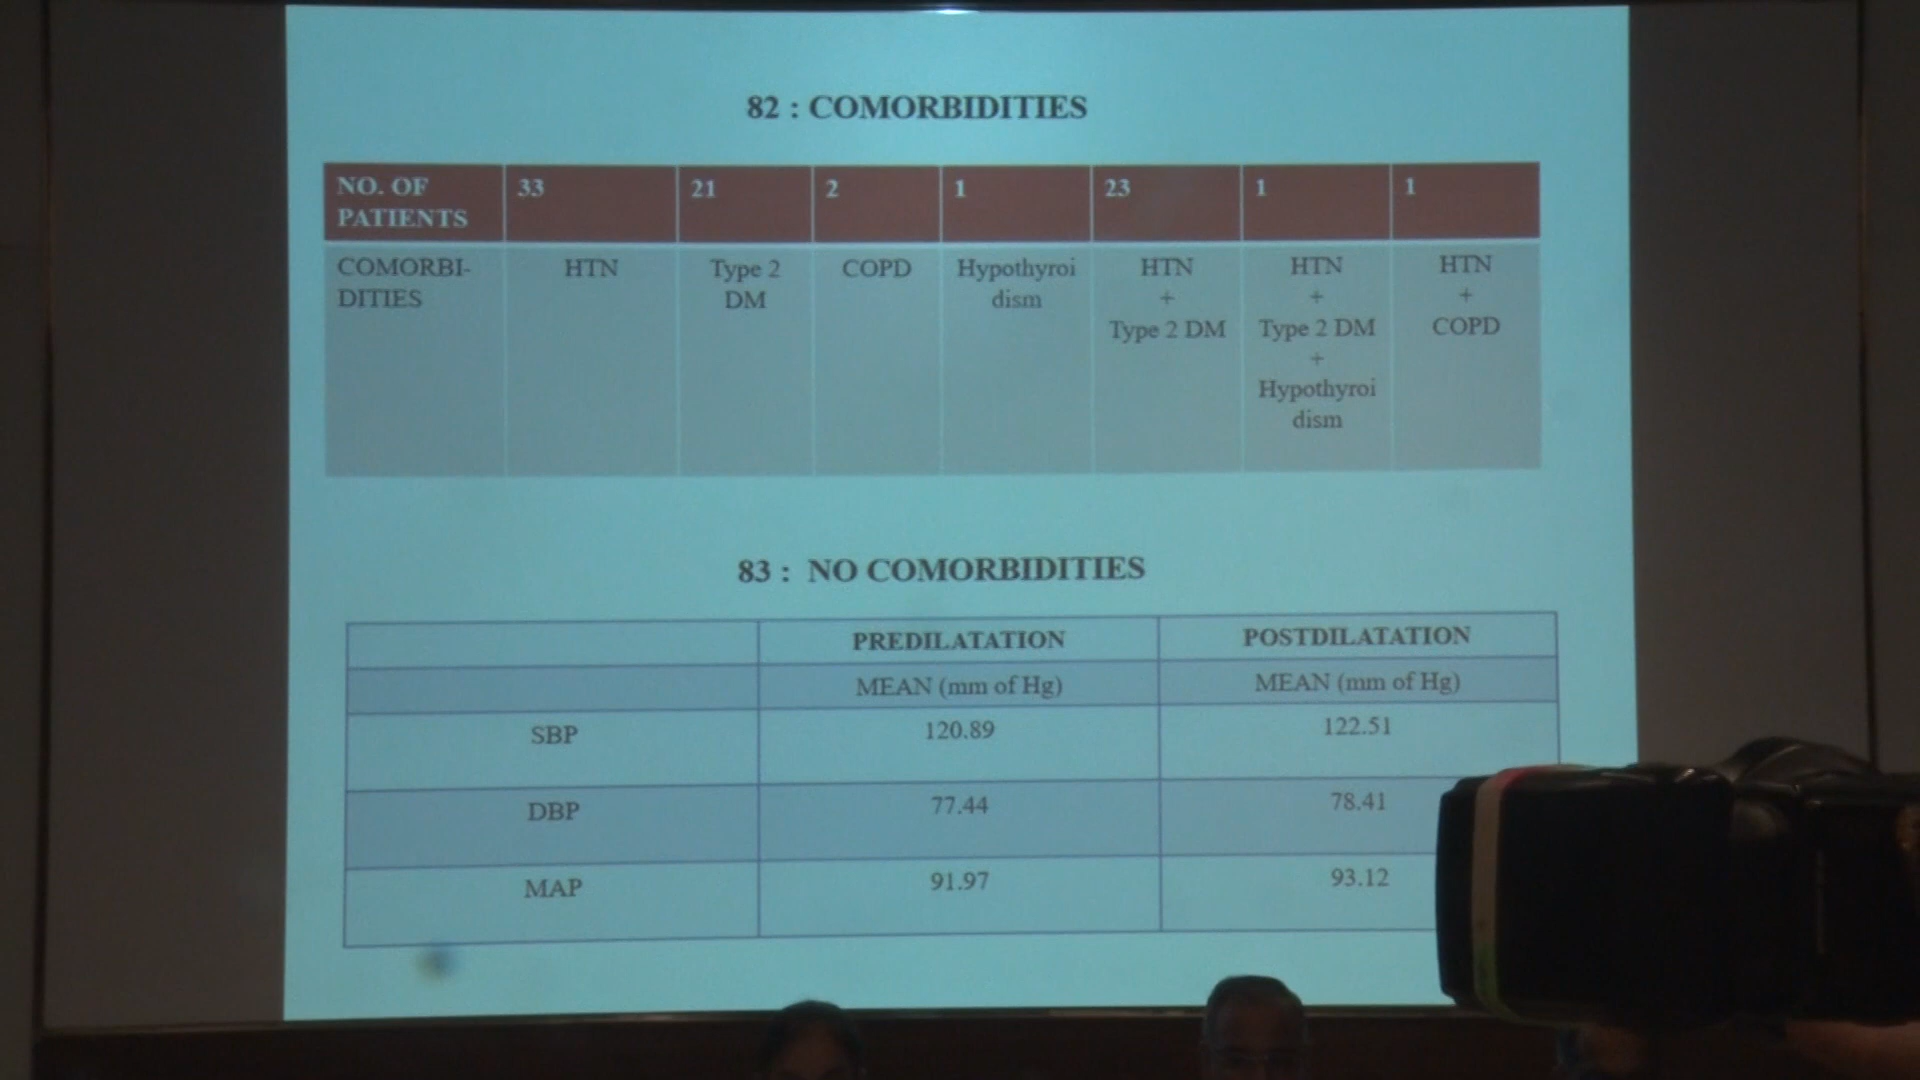 82 : COMORBIDITIES
NO. OF PATIENTS 33 21 2 1 23 1 1
COMORBI-DITIES HTN Type 2 DM COPD Hypothyroi dism HTN + Type 2 DM HTN + Type 2 DM + Hypothyroi dism HTN + COPD
83 : NO COMORBIDITIES
PREDILATATION POSTDILATATION
MEAN (mm of Hg) MEAN (mm of Hg)
SBP 120.89 122.51
DBP 77.44 78.41
MAP 91.97 93.12